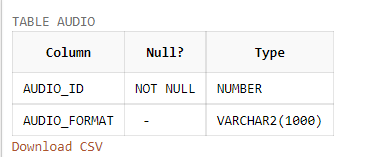 TABLE AUDIO
Column Null? Type
AUDIO_ID NOT NULL NUMBER
AUDIO_FORMAT - VARCHAR2(1000)
Download CSV